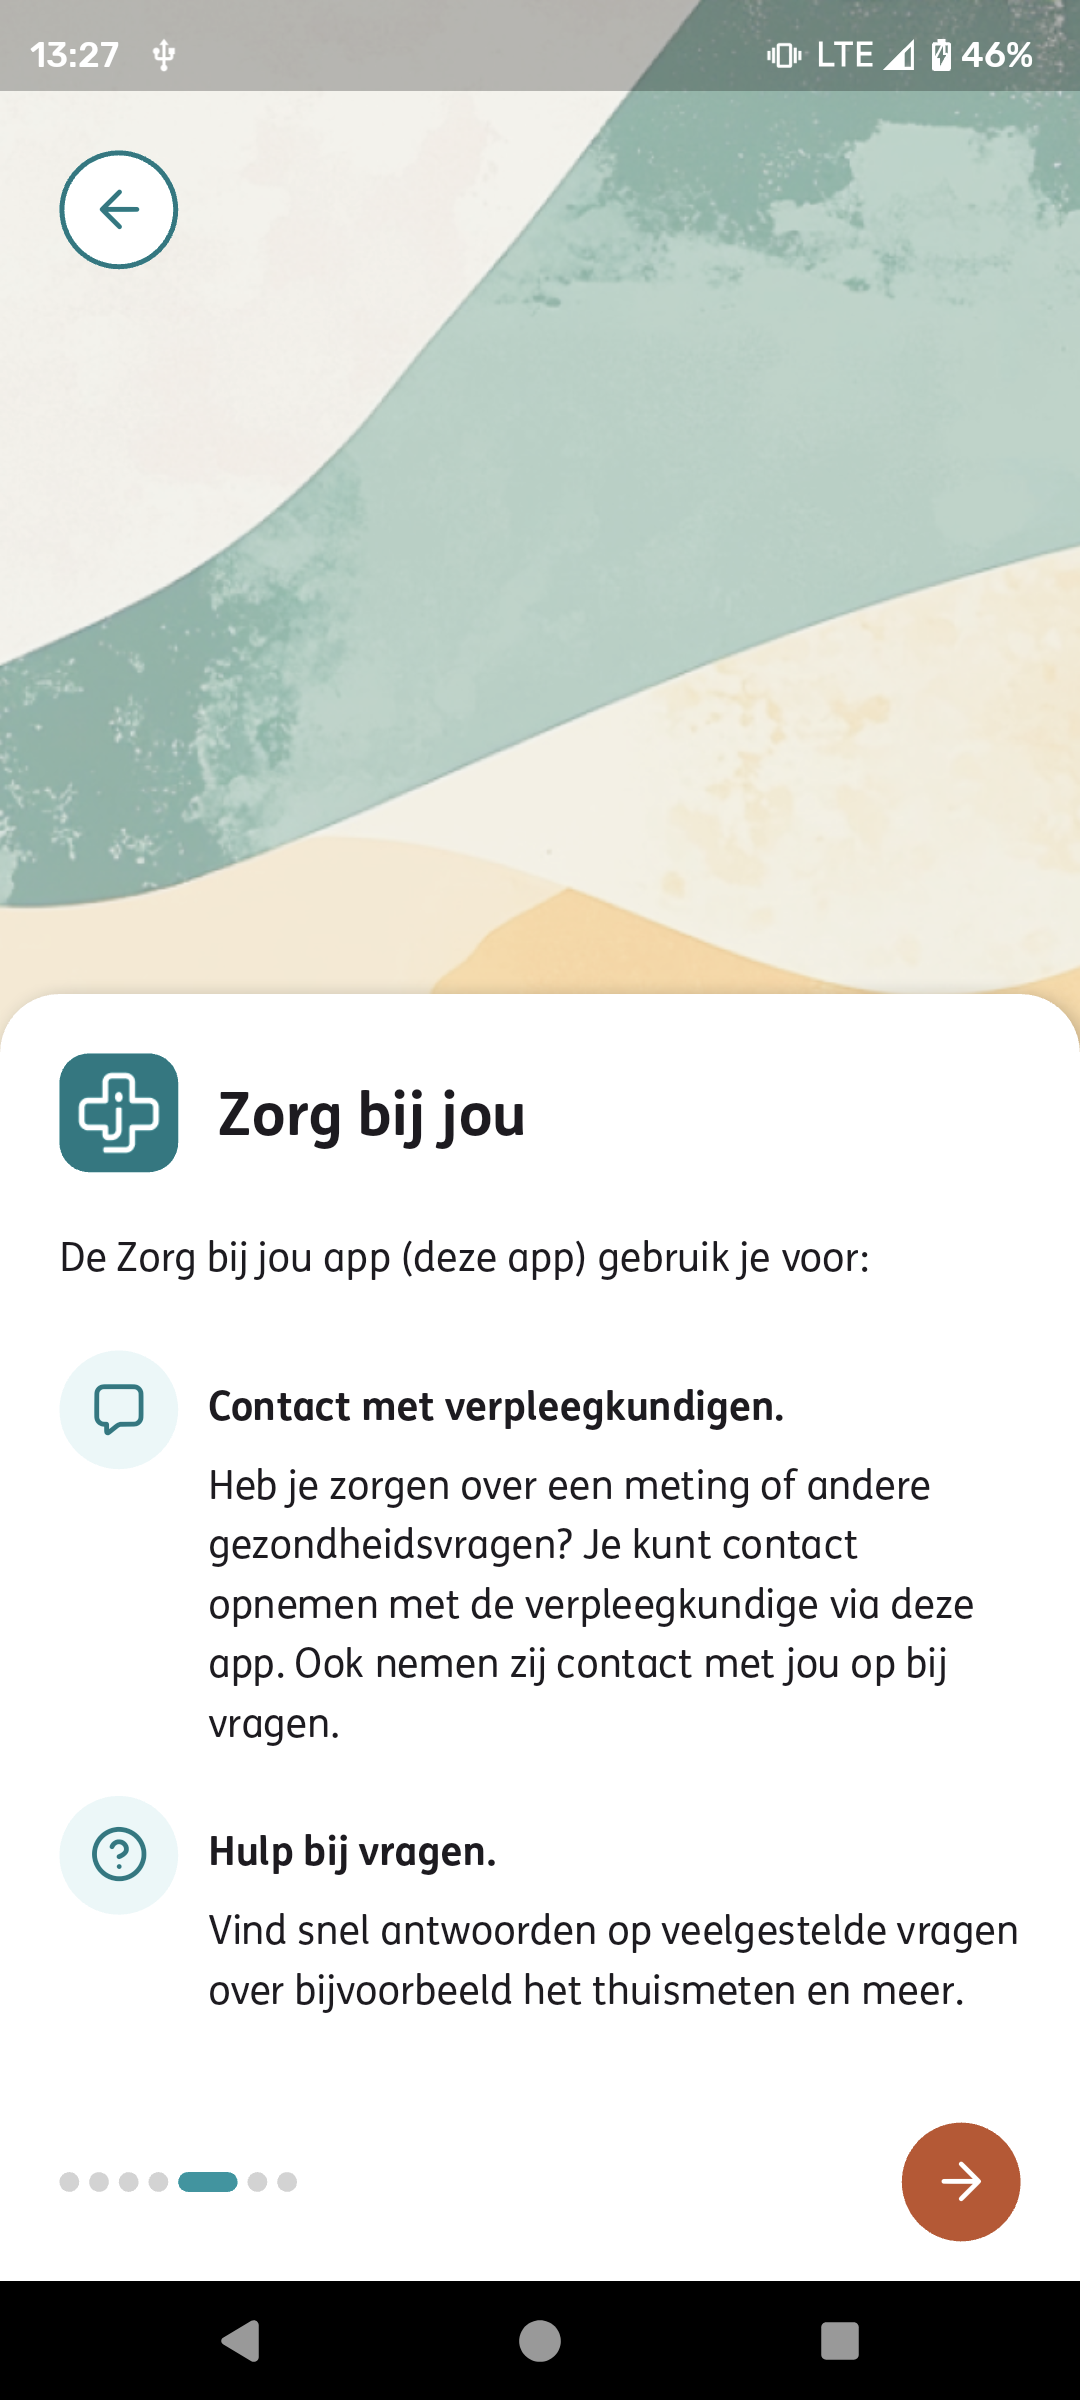 13:27 LTE 46%
Zorg bij jou
De Zorg bij jou app (deze app) gebruik je voor:
Contact met verpleegkundigen.
Heb je zorgen over een meting of andere
gezondheidsvragen? Je kunt contact
opnemen met de verpleegkundige via deze
app. Ook nemen zij contact met jou op bij
vragen.
Hulp bij vragen.
Vind snel antwoorden op veelgestelde vragen
over bijvoorbeeld het thuismeten en meer.